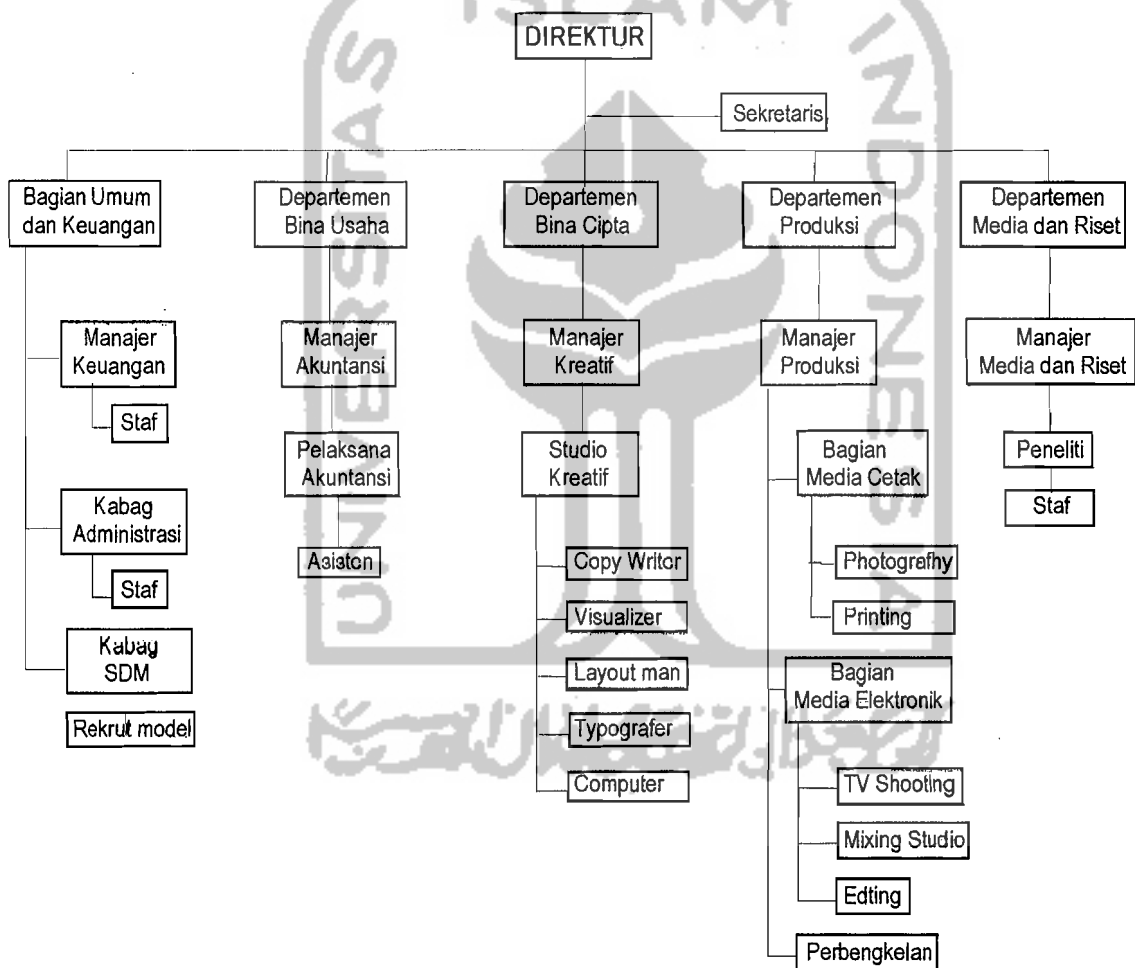 ISLAM
UNIVERSITAS
INDONESIA
DIREKTUR
Sekretaris
Bagian Umum
dan Keuangan
Departemen
Bina Usaha
Departemen
Bina Cipta
Departemen
Produksi
Departemen
Media dan Riset
Manajer
Keuangan
Staf
Kabag
Administrasi
Staf
Kabag
SDM
Rekrut model
Manajer
Akuntansi
Pelaksana
Akuntansi
Asisten
Manajer
Kreatif
Studio
Kreatif
Copy Writer
Visualizer
Layout man
Typografer
Computer
Manajer
Produksi
Bagian
Media Cetak
Photografhy
Printing
Bagian
Media Elektronik
TV Shooting
Mixing Studio
Edting
Perbengkelan
Manajer
Media dan Riset
Peneliti
Staf